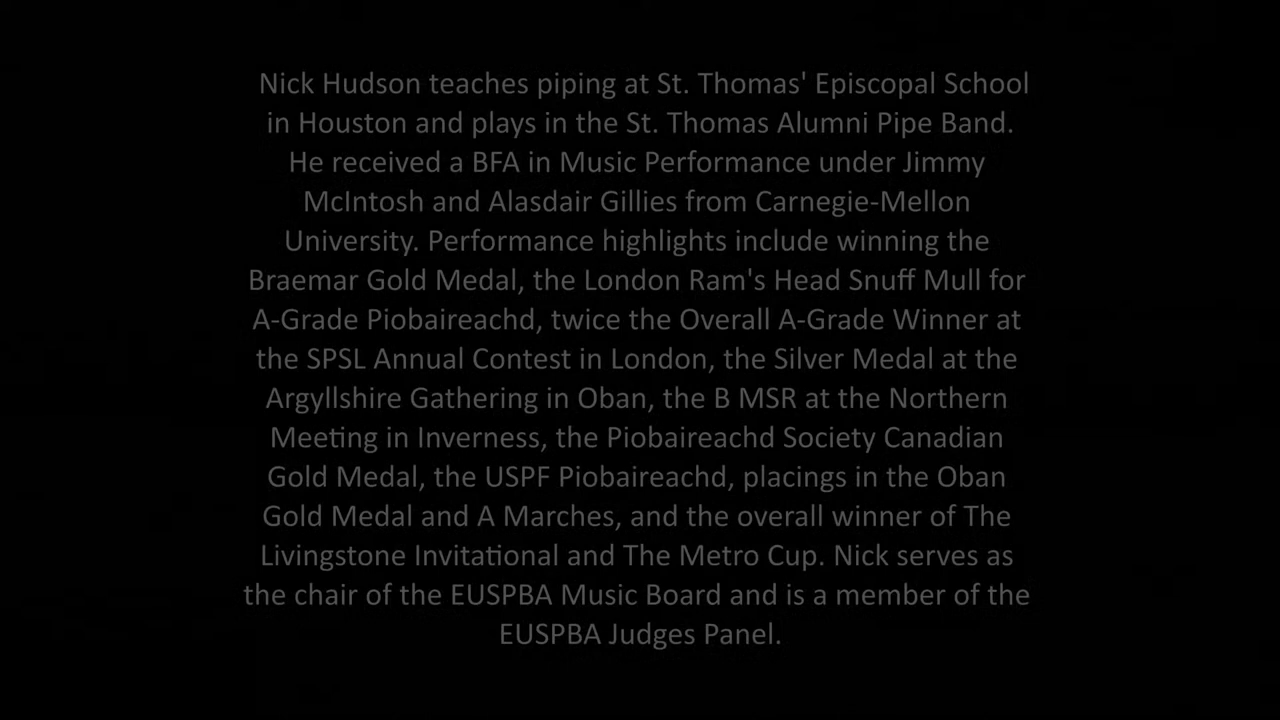 Nick Hudson teaches piping at St. Thomas' Episcopal School
in Houston and plays in the St. Thomas Alumni Pipe Band.
He received a BFA in Music Performance under Jimmy
McIntosh and Alasdair Gillies from Carnegie-Mellon
University. Performance highlights include winning the
Braemar Gold Medal, the London Ram's Head Snuff Mull for
A-Grade Piobaireachd, twice the Overall A-Grade Winner at
the SPSL Annual Contest in London, the Silver Medal at the
Argyllshire Gathering in Oban, the B MSR at the Northern
Meeting in Inverness, the Piobaireachd Society Canadian
Gold Medal, the USPF Piobaireachd, placings in the Oban
Gold Medal and A Marches, and the overall winner of The
Livingstone Invitational and The Metro Cup. Nick serves as
the chair of the EUSPBA Music Board and is a member of the
EUSPBA Judges Panel.